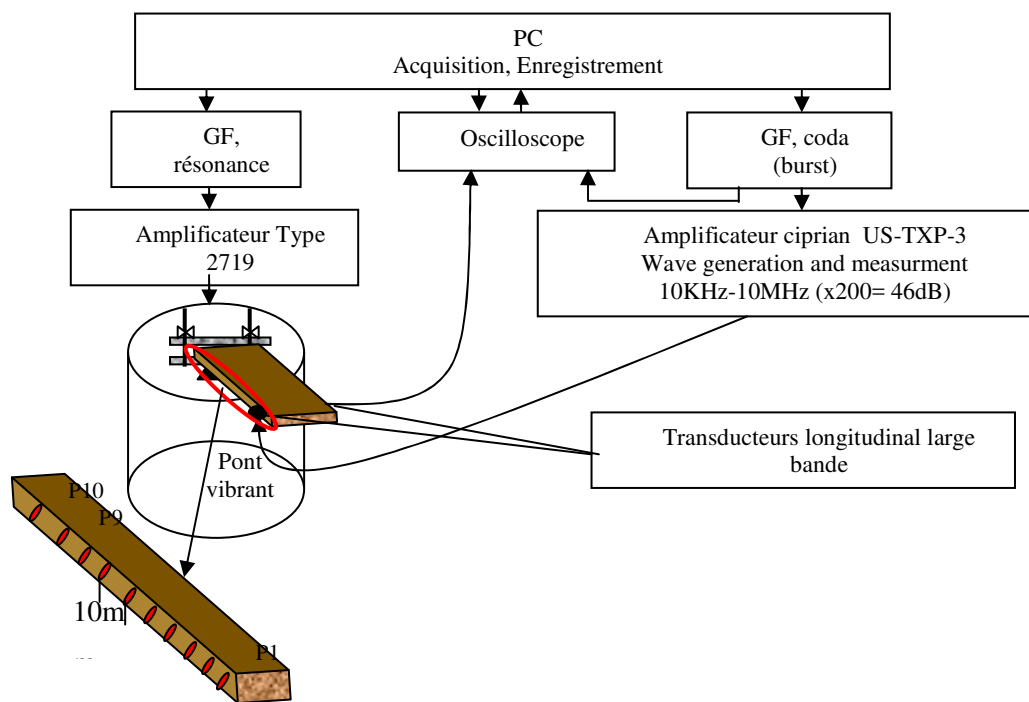 PC
Acquisition, Enregistrement
GF,
résonance
Oscilloscope
GF, coda
(burst)
Amplificateur Type
2719
Amplificateur ciprian US-TXP-3
Wave generation and measurment
10KHz-10MHz (x200= 46dB)
Transducteurs longitudinal large
bande
Pont
vibrant
P10
P9
10m
P1